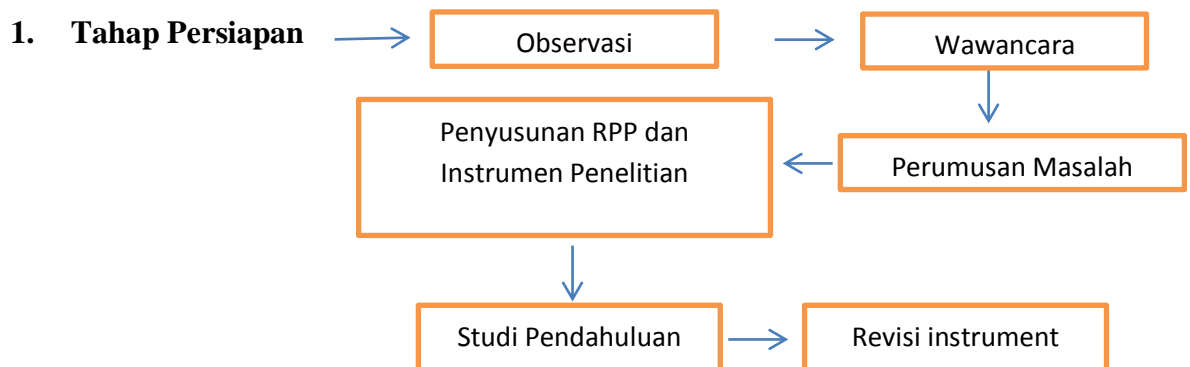 1. Tahap Persiapan
Observasi
Wawancara
Perumusan Masalah
Penyusunan RPP dan
Instrumen Penelitian
Studi Pendahuluan
Revisi instrument